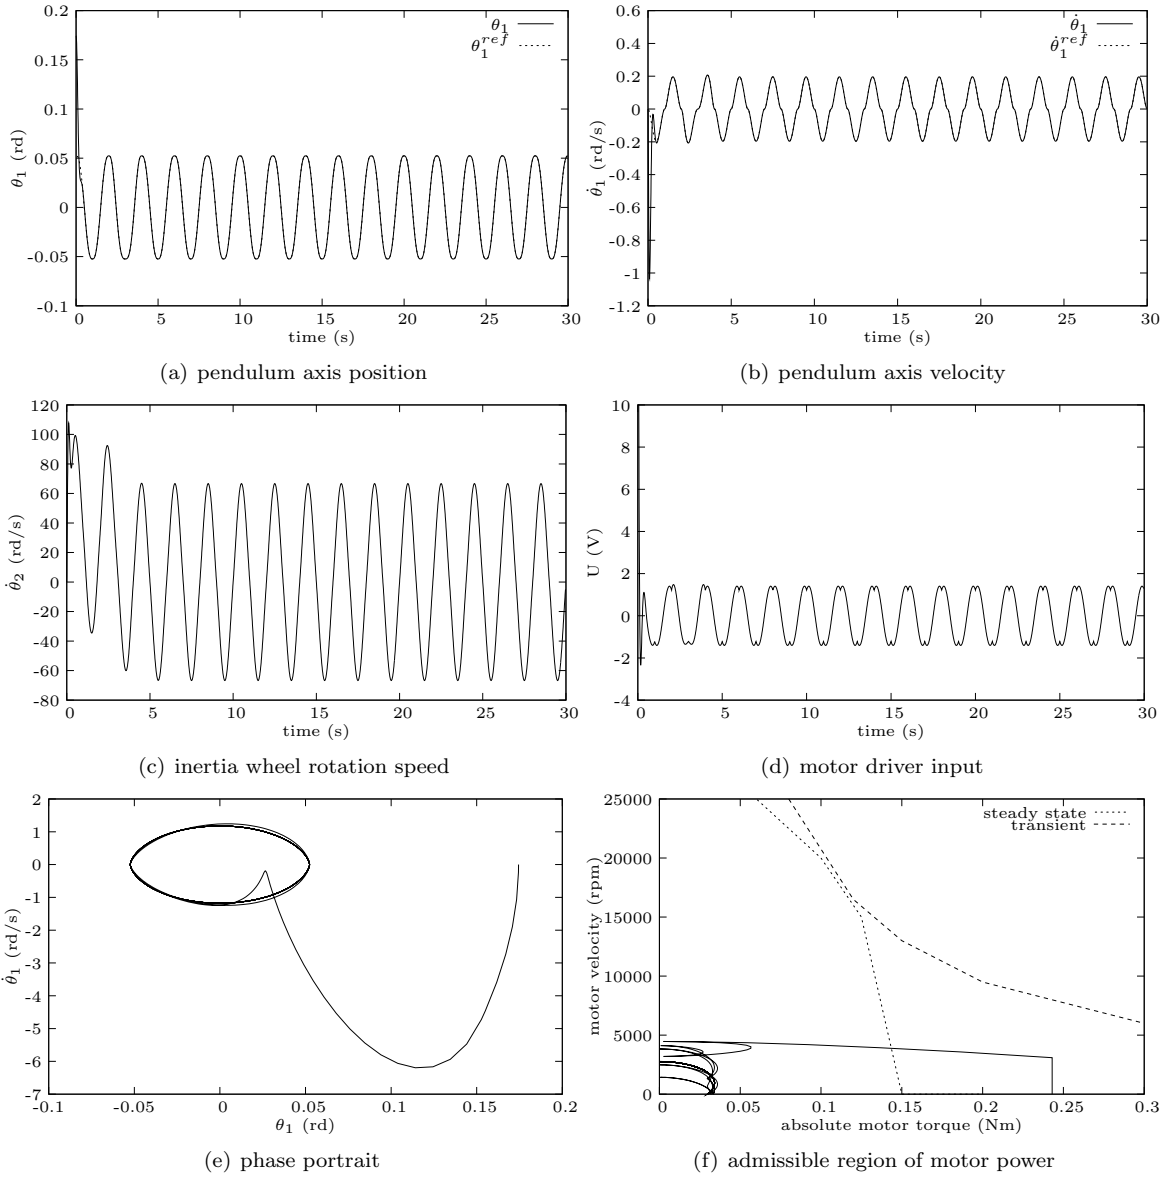 0.2
0.15
0.1
0.05
0
-0.05
-0.1
0 5 10 15 20 25 30
θ₁ (rd)
time (s)
θ₁
θ₁^ref
(a) pendulum axis position
0.6
0.4
0.2
0
-0.2
-0.4
-0.6
-0.8
-1
-1.2
0 5 10 15 20 25 30
θ̇₁ (rd/s)
time (s)
θ̇₁
θ̇₁^ref
(b) pendulum axis velocity
120
100
80
60
40
20
0
-20
-40
-60
-80
0 5 10 15 20 25 30
θ̇₂ (rd/s)
time (s)
(c) inertia wheel rotation speed
10
8
6
4
2
0
-2
-4
0 5 10 15 20 25 30
U (V)
time (s)
(d) motor driver input
2
1
0
-1
-2
-3
-4
-5
-6
-7
-0.1 -0.05 0 0.05 0.1 0.15 0.2
θ̇₁ (rd/s)
θ₁ (rd)
(e) phase portrait
25000
20000
15000
10000
5000
0
0 0.05 0.1 0.15 0.2 0.25 0.3
motor velocity (rpm)
absolute motor torque (Nm)
steady state
transient
(f) admissible region of motor power